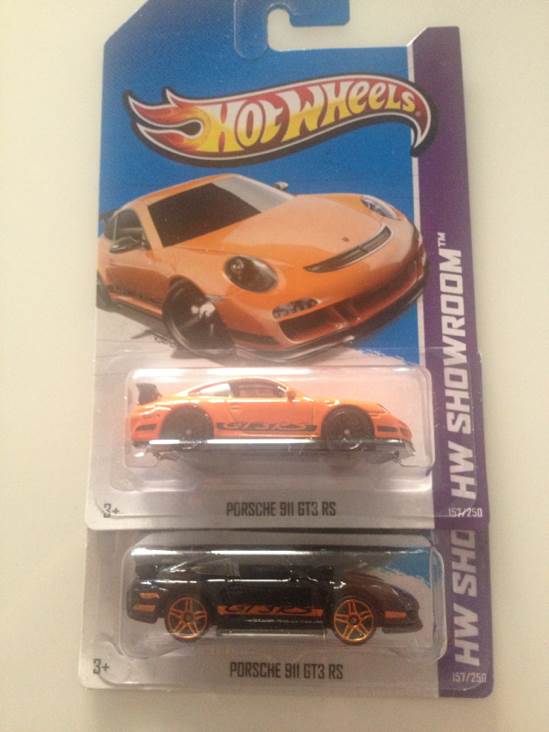 HOT WHEELS
HW SHOWROOM™
GT3 RS
3+
PORSCHE 911 GT3 RS
157/250
HW SHO
GT3 RS
3+
PORSCHE 911 GT3 RS
157/250